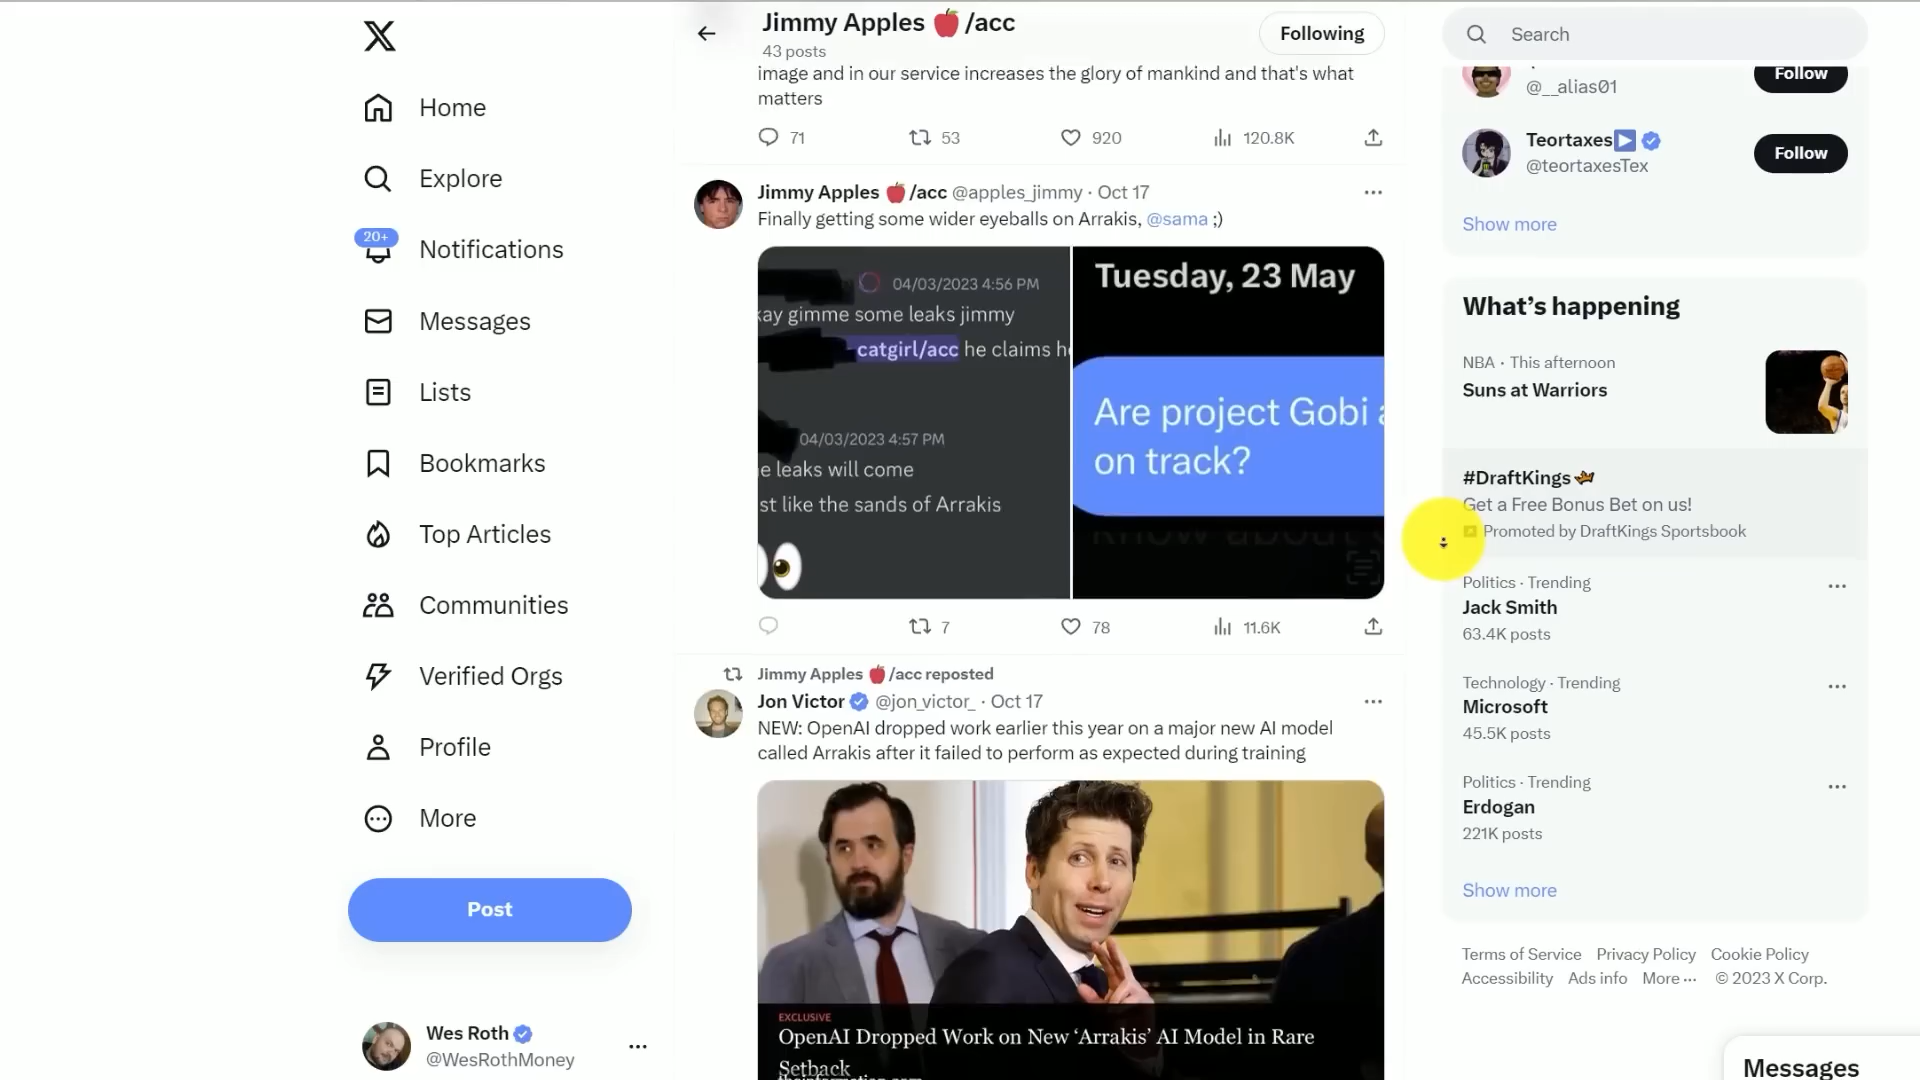 Jimmy Apples 🍎/acc
43 posts
Following
image and in our service increases the glory of mankind and that's what
matters
71
53
920
120.8K
Jimmy Apples 🍎/acc @apples_jimmy · Oct 17
Finally getting some wider eyeballs on Arrakis, @sama ;)
04/03/2023 4:56 PM
kay gimme some leaks jimmy
catgirl/acc he claims he
04/03/2023 4:57 PM
e leaks will come
st like the sands of Arrakis
Tuesday, 23 May
Are project Gobi
on track?
know about
7
78
11.6K
Jimmy Apples 🍎/acc reposted
Jon Victor @jon_victor_ · Oct 17
NEW: OpenAI dropped work earlier this year on a major new AI model
called Arrakis after it failed to perform as expected during training
EXCLUSIVE
OpenAI Dropped Work on New ‘Arrakis’ AI Model in Rare
Setback
Home
Explore
20+
Notifications
Messages
Lists
Bookmarks
Top Articles
Communities
Verified Orgs
Profile
More
Post
Wes Roth
@WesRothMoney
Search
@__alias01
Follow
Teortaxes▶️
@teortaxesTex
Follow
Show more
What’s happening
NBA · This afternoon
Suns at Warriors
#DraftKings
Get a Free Bonus Bet on us!
Promoted by DraftKings Sportsbook
Politics · Trending
Jack Smith
63.4K posts
Technology · Trending
Microsoft
45.5K posts
Politics · Trending
Erdogan
221K posts
Show more
Terms of Service Privacy Policy Cookie Policy
Accessibility Ads info More ··· © 2023 X Corp.
Messages